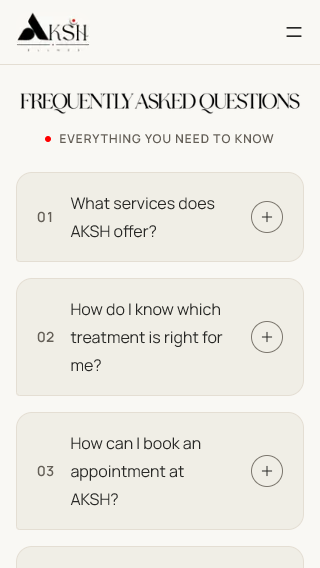 AKSH
FREQUENTLY ASKED QUESTIONS
EVERYTHING YOU NEED TO KNOW
01
What services does
AKSH offer?
02
How do I know which
treatment is right for
me?
03
How can I book an
appointment at
AKSH?